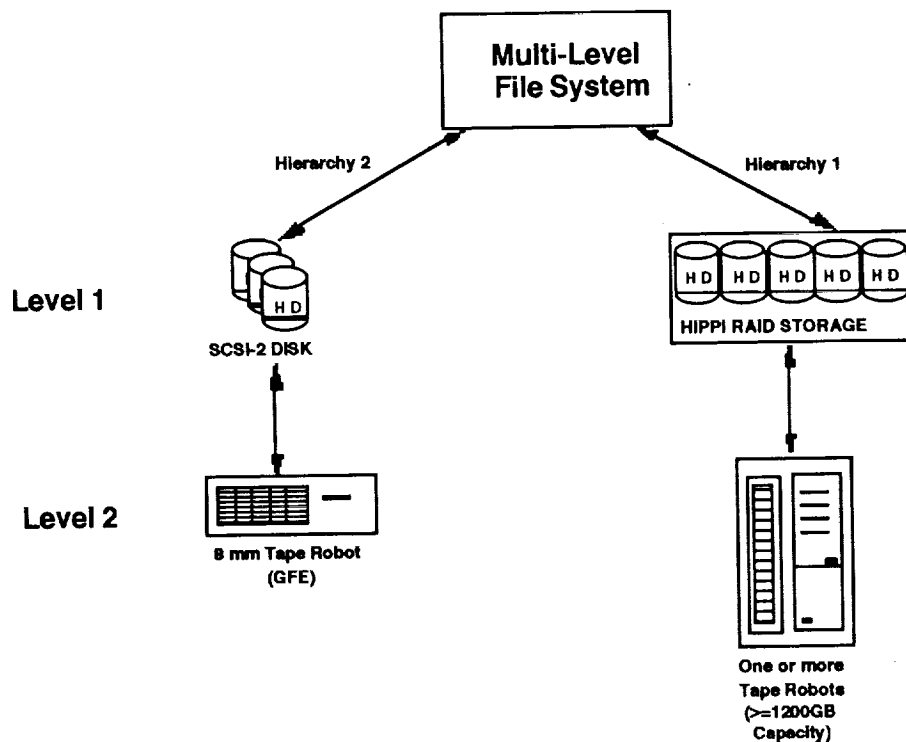 Multi-Level
File System
Hierarchy 2
Hierarchy 1
Level 1
H D
H D
H D
H D
H D
H D
SCSI-2 DISK
HIPPI RAID STORAGE
Level 2
8 mm Tape Robot
(GFE)
One or more
Tape Robots
(>=1200GB
Capacity)